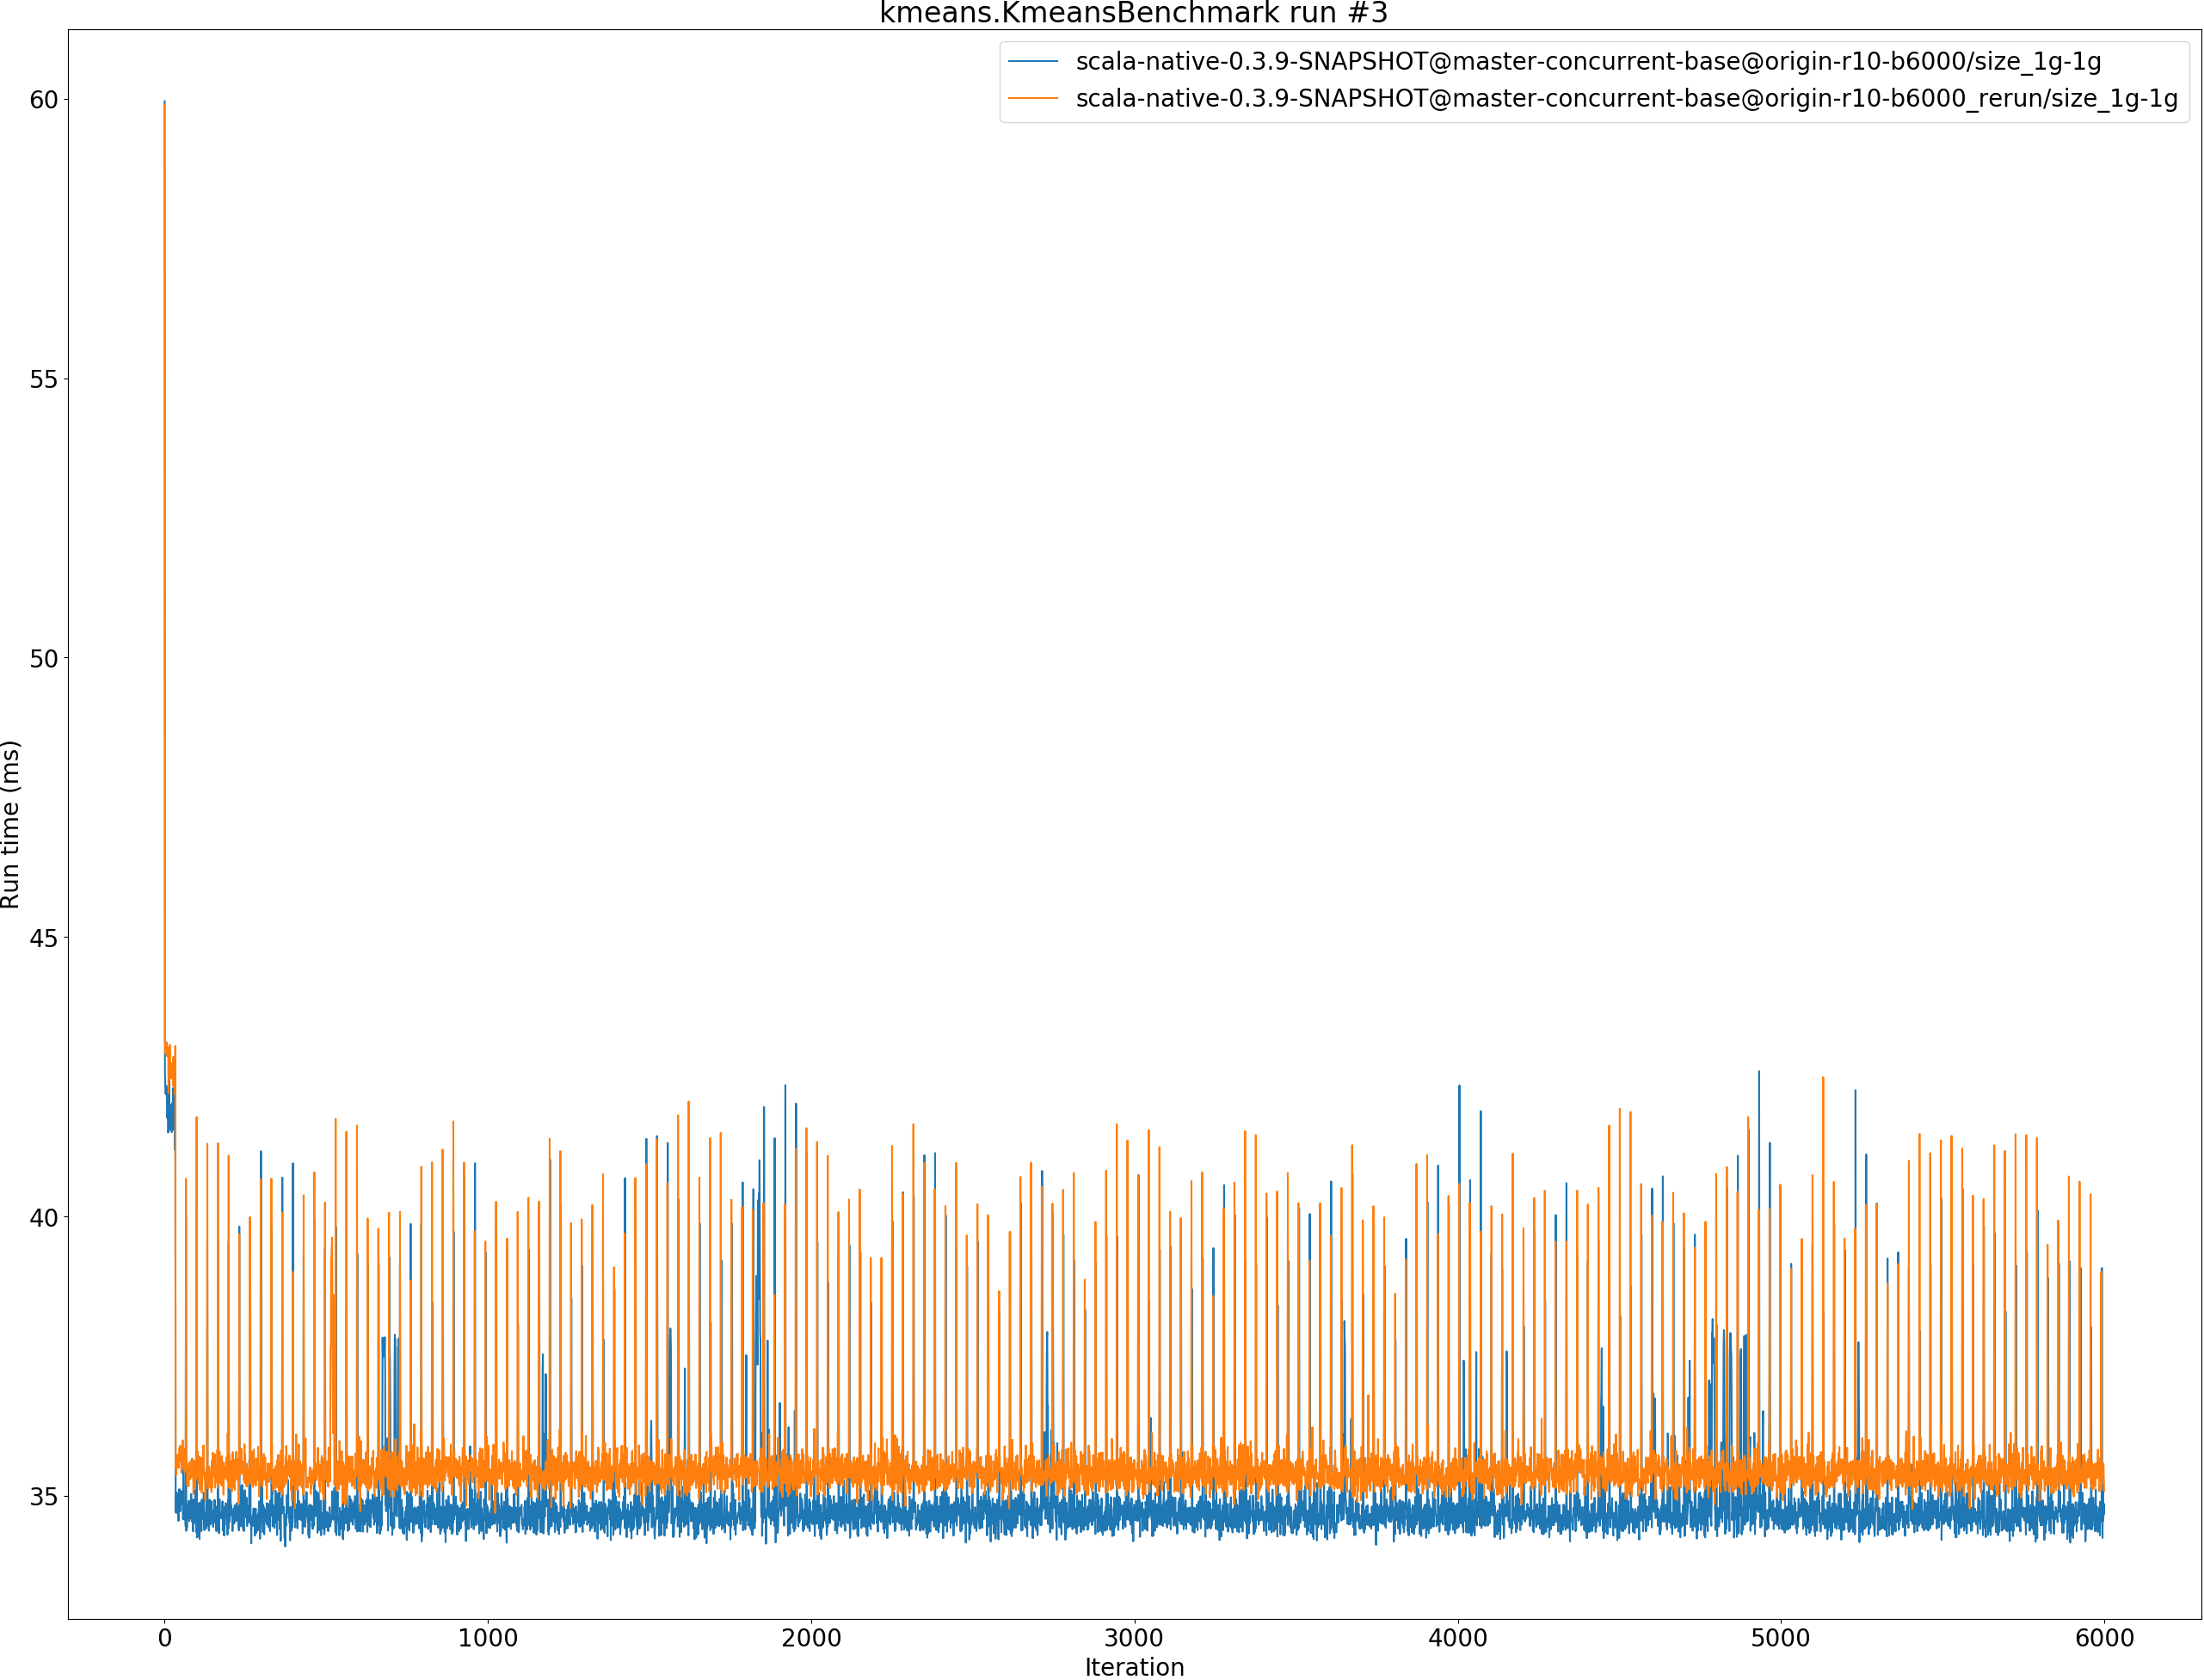 kmeans.KmeansBenchmark run #3
scala-native-0.3.9-SNAPSHOT@master-concurrent-base@origin-r10-b6000/size_1g-1g
scala-native-0.3.9-SNAPSHOT@master-concurrent-base@origin-r10-b6000_rerun/size_1g-1g
60
55
50
45
40
35
Run time (ms)
0 1000 2000 3000 4000 5000 6000
Iteration